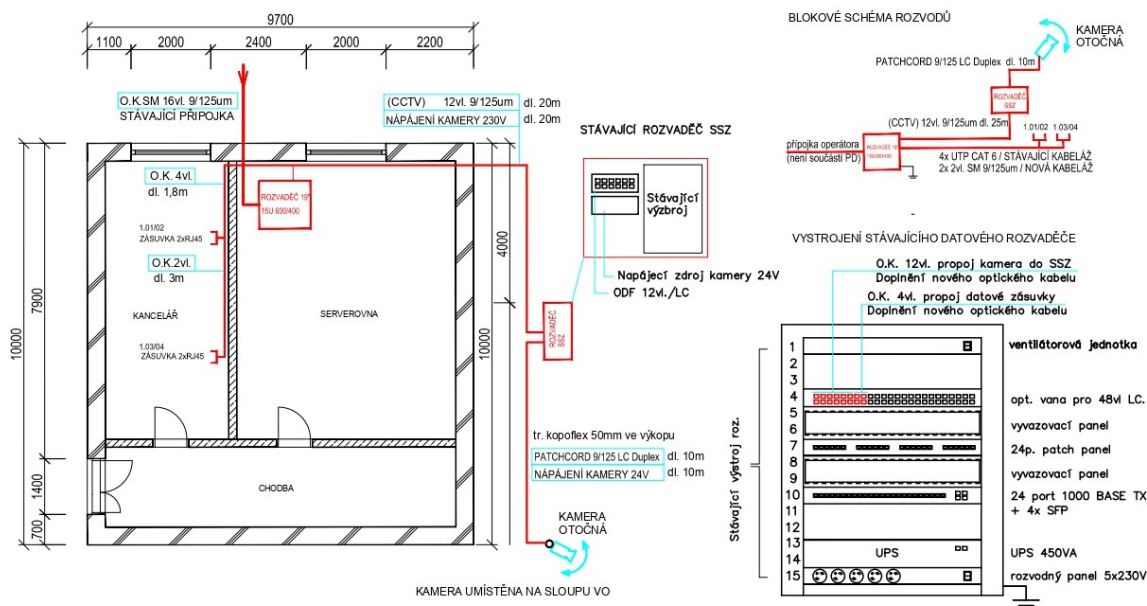 9700
1100
2000
2400
2000
2200
O.K.SM 16vl. 9/125um
STÁVAJÍCÍ PŘIPOJKA
(CCTV) 12vl. 9/125um dl. 20m
NÁPÁJENÍ KAMERY 230V dl. 20m
O.K. 4vl.
dl. 1,8m
ROZVADĚČ 19"
15U 600/400
1.01/02
ZÁSUVKA 2xRJ45
O.K.2vl.
dl. 3m
KANCELÁŘ
SERVEROVNA
1.03/04
ZÁSUVKA 2xRJ45
CHODBA
10000
7900
1400
700
4000
10000
STÁVAJÍCÍ ROZVADĚČ SSZ
Stávající
výzbroj
Napájecí zdroj kamery 24V
ODF 12vl./LC
ROZVADĚČ
SSZ
tr. kopoflex 50mm ve výkopu
PATCHCORD 9/125 LC Duplex dl. 10m
NÁPÁJENÍ KAMERY 24V dl. 10m
KAMERA
OTOČNÁ
KAMERA UMÍSTĚNA NA SLOUPU VO
BLOKOVÉ SCHÉMA ROZVODŮ
KAMERA
OTOČNÁ
PATCHCORD 9/125 LC Duplex dl. 10m
ROZVADĚČ
SSZ
(CCTV) 12vl. 9/125um dl. 25m
1.01/02
1.03/04
přípojka operátora
(není součástí PD)
ROZVADĚČ 19"
15U600/400
4x UTP CAT 6 / STÁVAJÍCÍ KABELÁŽ
2x 2vl. SM 9/125um / NOVÁ KABELÁŽ
VYSTROJENÍ STÁVAJÍCÍHO DATOVÉHO ROZVADĚČE
O.K. 12vl. propoj kamera do SSZ
Doplnění nového optického kabelu
O.K. 4vl. propoj datové zásuvky
Doplnění nového optického kabelu
Stávající výstroj roz.
1 ventilátorová jednotka
2
3
4 opt. vana pro 48vl LC.
5
6 vyvazovací panel
7 24p. patch panel
8
9 vyvazovací panel
10 24 port 1000 BASE TX
+ 4x SFP
11
12
13
14 UPS UPS 450VA
15 rozvodný panel 5x230V